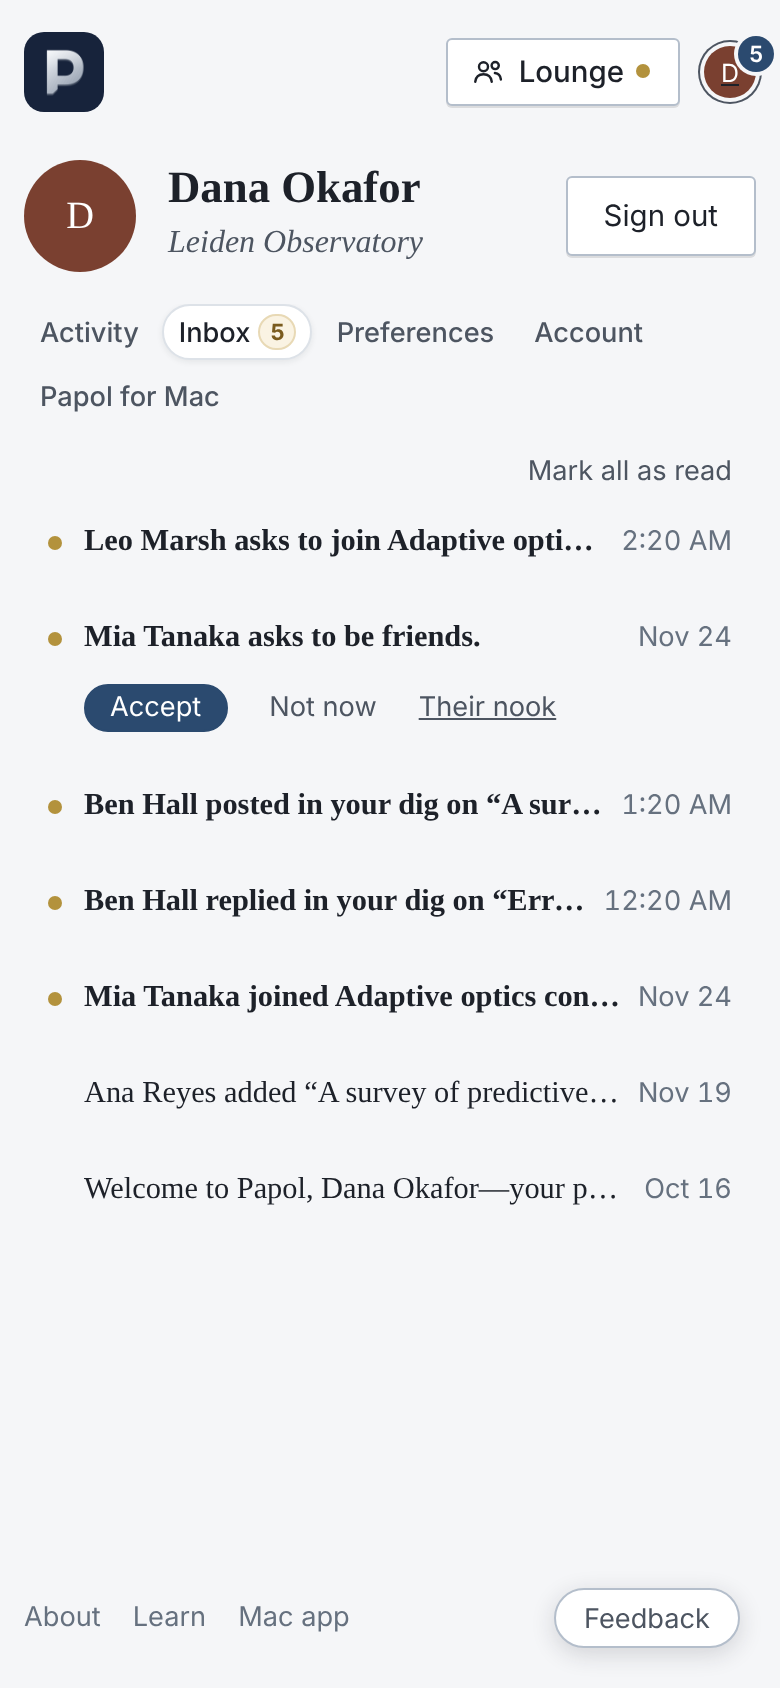 P
Lounge
D
5
D
Dana Okafor
Leiden Observatory
Sign out
Activity
Inbox 5
Preferences
Account
Papol for Mac
Mark all as read
Leo Marsh asks to join Adaptive opti… 2:20 AM
Mia Tanaka asks to be friends. Nov 24
Accept Not now Their nook
Ben Hall posted in your dig on “A sur… 1:20 AM
Ben Hall replied in your dig on “Err… 12:20 AM
Mia Tanaka joined Adaptive optics con… Nov 24
Ana Reyes added “A survey of predictive… Nov 19
Welcome to Papol, Dana Okafor—your p… Oct 16
About Learn Mac app Feedback